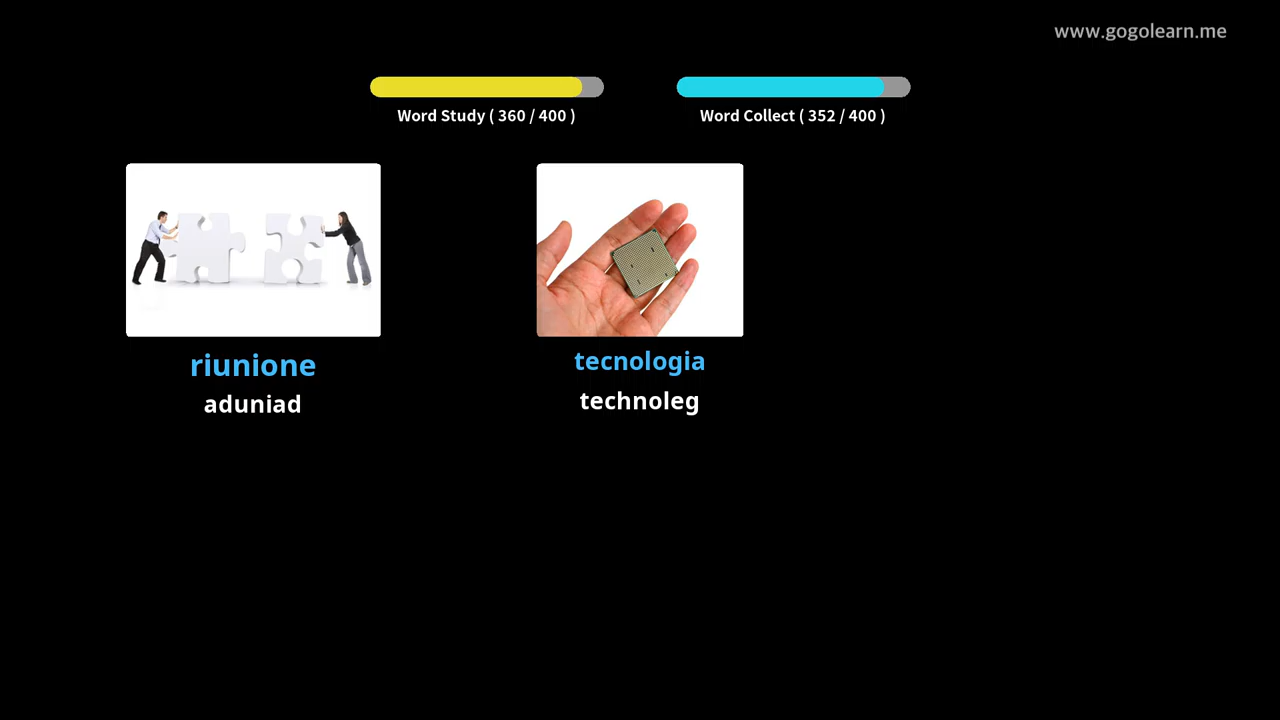 www.gogolearn.me
Word Study ( 360 / 400 )
Word Collect ( 352 / 400 )
riunione
aduniad
tecnologia
technoleg